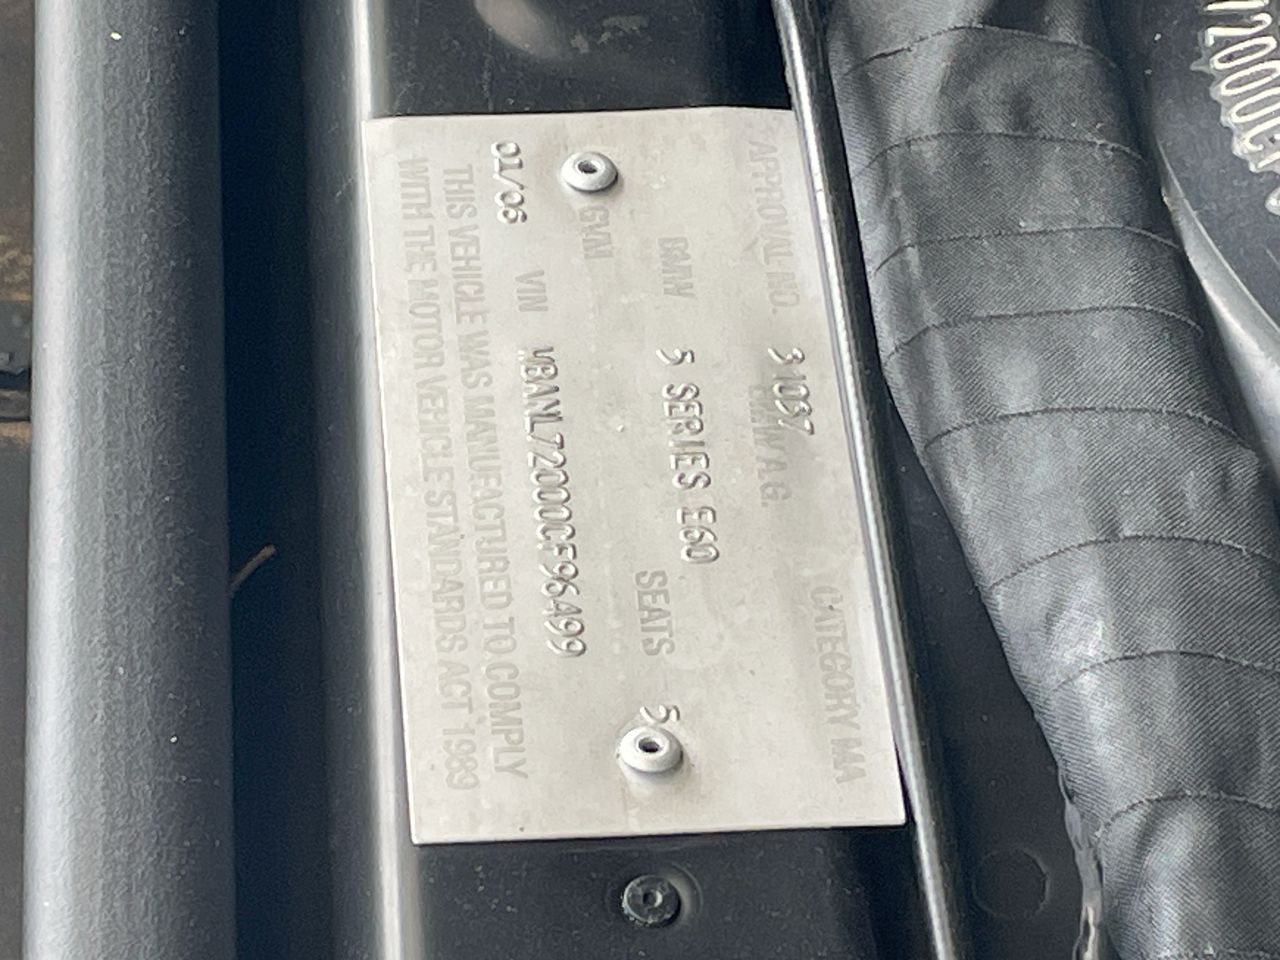 APPROVAL NO. 31037 CATEGORY MA
BMW A.G.
BMW 5 SERIES E60
SEATS 5
GVM
01/06 VIN WBANL72000CF96499
THIS VEHICLE WAS MANUFACTURED TO COMPLY
WITH THE MOTOR VEHICLE STANDARDS ACT 1989